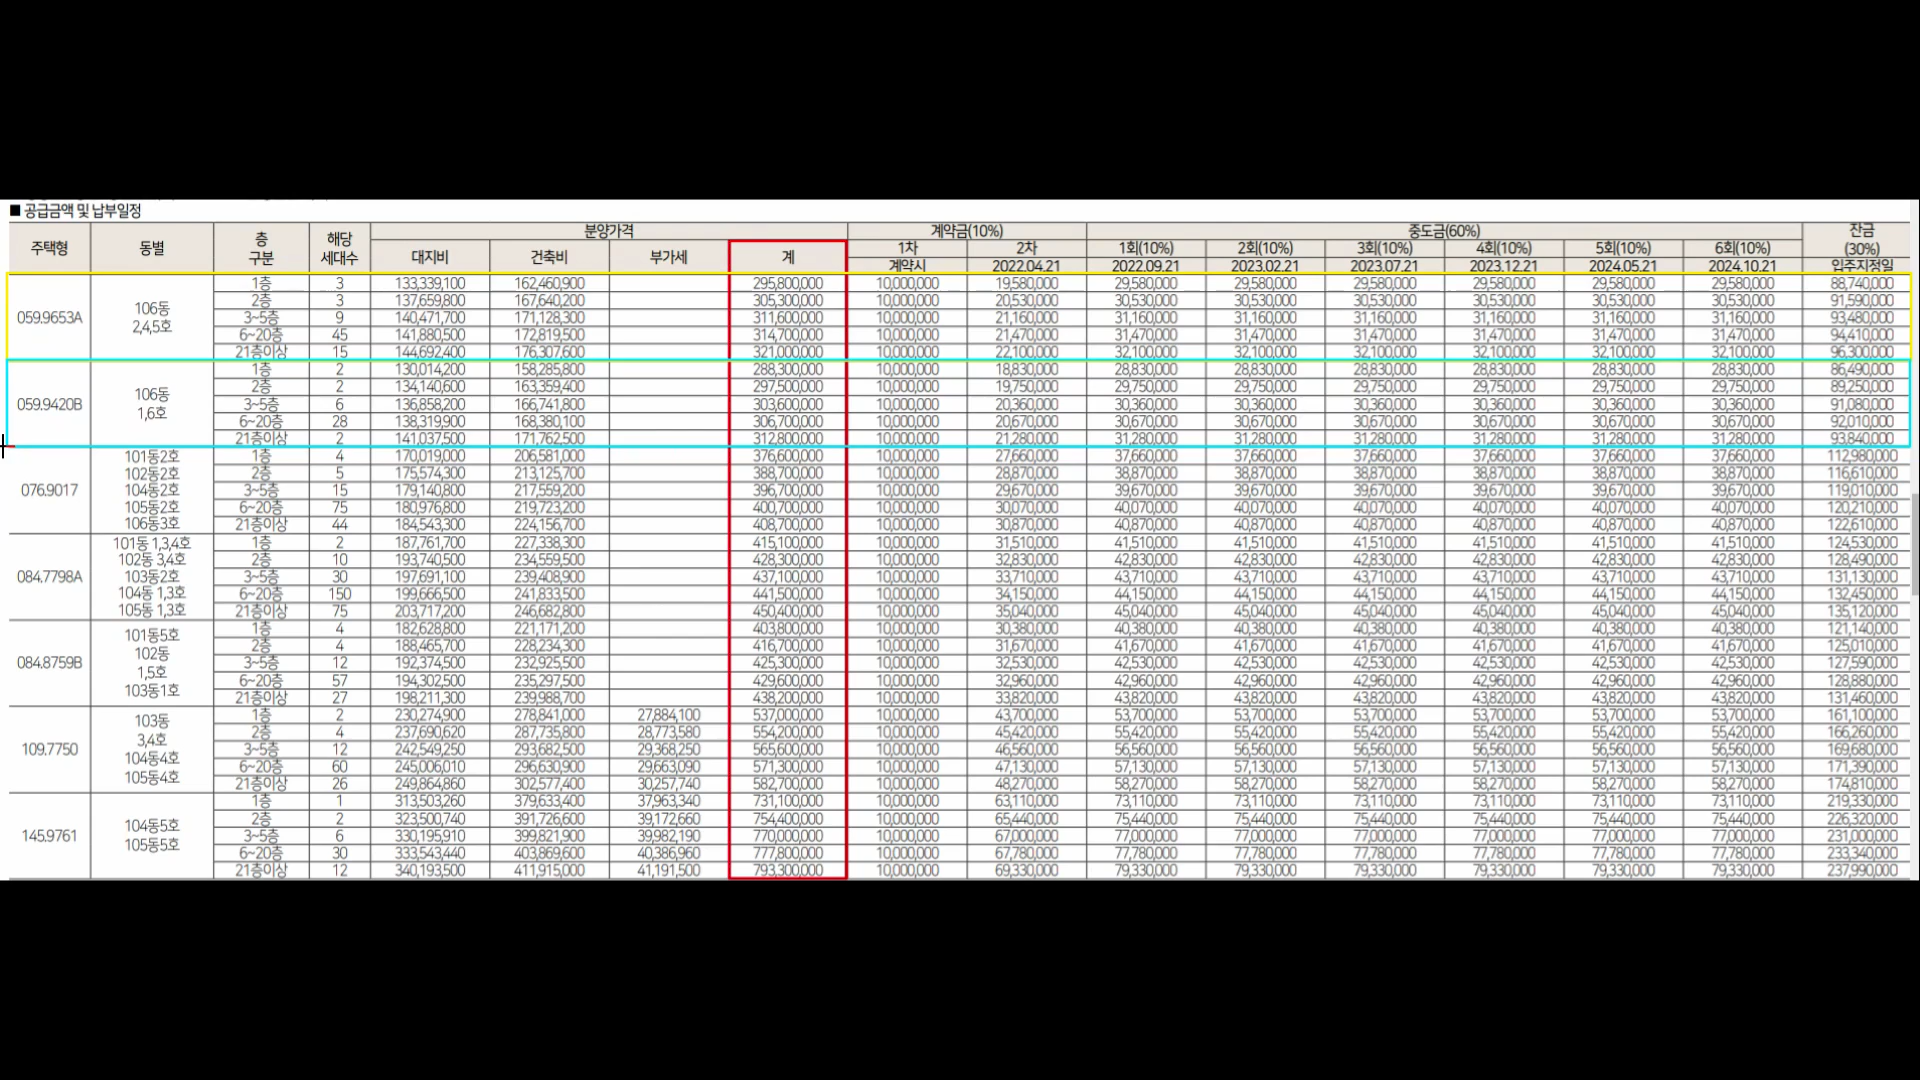 ■ 공급금액 및 납부일정
주택형 동별 층 구분 해당 세대수 분양가격 계약금(10%) 중도금(60%) 잔금 (30%)
대지비 건축비 부가세 계 1차 2차 1회(10%) 2회(10%) 3회(10%) 4회(10%) 5회(10%) 6회(10%)
계약시 2022.04.21 2022.09.21 2023.02.21 2023.07.21 2023.12.21 2024.05.21 2024.10.21 입주지정일
059.9653A 106동 2,4,5호
1층 3 133,339,100 162,460,900 295,800,000 10,000,000 19,580,000 29,580,000 29,580,000 29,580,000 29,580,000 29,580,000 29,580,000 88,740,000
2층 3 137,659,800 167,640,200 305,300,000 10,000,000 20,530,000 30,530,000 30,530,000 30,530,000 30,530,000 30,530,000 30,530,000 91,590,000
3~5층 9 140,471,700 171,128,300 311,600,000 10,000,000 21,160,000 31,160,000 31,160,000 31,160,000 31,160,000 31,160,000 31,160,000 93,480,000
6~20층 45 141,880,500 172,819,500 314,700,000 10,000,000 21,470,000 31,470,000 31,470,000 31,470,000 31,470,000 31,470,000 31,470,000 94,410,000
21층이상 15 144,692,400 176,307,600 321,000,000 10,000,000 22,100,000 32,100,000 32,100,000 32,100,000 32,100,000 32,100,000 32,100,000 96,300,000
059.9420B 106동 1,6호
1층 2 130,014,200 158,285,800 288,300,000 10,000,000 18,830,000 28,830,000 28,830,000 28,830,000 28,830,000 28,830,000 28,830,000 86,490,000
2층 2 134,140,600 163,359,400 297,500,000 10,000,000 19,750,000 29,750,000 29,750,000 29,750,000 29,750,000 29,750,000 29,750,000 89,250,000
3~5층 6 136,858,200 166,741,800 303,600,000 10,000,000 20,360,000 30,360,000 30,360,000 30,360,000 30,360,000 30,360,000 30,360,000 91,080,000
6~20층 28 138,319,900 168,380,100 306,700,000 10,000,000 20,670,000 30,670,000 30,670,000 30,670,000 30,670,000 30,670,000 30,670,000 92,010,000
21층이상 2 141,037,500 171,762,500 312,800,000 10,000,000 21,280,000 31,280,000 31,280,000 31,280,000 31,280,000 31,280,000 31,280,000 93,840,000
076.9017 101동2호 102동2호 104동2호 105동2호 106동3호
1층 4 170,019,000 206,581,000 376,600,000 10,000,000 27,660,000 37,660,000 37,660,000 37,660,000 37,660,000 37,660,000 37,660,000 112,980,000
2층 5 175,574,300 213,125,700 388,700,000 10,000,000 28,870,000 38,870,000 38,870,000 38,870,000 38,870,000 38,870,000 38,870,000 116,610,000
3~5층 15 179,140,800 217,559,200 396,700,000 10,000,000 29,670,000 39,670,000 39,670,000 39,670,000 39,670,000 39,670,000 39,670,000 119,010,000
6~20층 75 180,976,800 219,723,200 400,700,000 10,000,000 30,070,000 40,070,000 40,070,000 40,070,000 40,070,000 40,070,000 40,070,000 120,210,000
21층이상 44 184,543,300 224,156,700 408,700,000 10,000,000 30,870,000 40,870,000 40,870,000 40,870,000 40,870,000 40,870,000 40,870,000 122,610,000
084.7798A 101동 1,3,4호 102동 3,4호 103동2호 104동 1,3호 105동 1,3호
1층 2 187,761,700 227,338,300 415,100,000 10,000,000 31,510,000 41,510,000 41,510,000 41,510,000 41,510,000 41,510,000 41,510,000 124,530,000
2층 10 193,740,500 234,559,500 428,300,000 10,000,000 32,830,000 42,830,000 42,830,000 42,830,000 42,830,000 42,830,000 42,830,000 128,490,000
3~5층 30 197,691,100 239,408,900 437,100,000 10,000,000 33,710,000 43,710,000 43,710,000 43,710,000 43,710,000 43,710,000 43,710,000 131,130,000
6~20층 150 199,666,500 241,833,500 441,500,000 10,000,000 34,150,000 44,150,000 44,150,000 44,150,000 44,150,000 44,150,000 44,150,000 132,450,000
21층이상 75 203,717,200 246,682,800 450,400,000 10,000,000 35,040,000 45,040,000 45,040,000 45,040,000 45,040,000 45,040,000 45,040,000 135,120,000
084.8759B 101동5호 102동 1,5호 103동1호
1층 4 182,628,800 221,171,200 403,800,000 10,000,000 30,380,000 40,380,000 40,380,000 40,380,000 40,380,000 40,380,000 40,380,000 121,140,000
2층 4 188,465,700 228,234,300 416,700,000 10,000,000 31,670,000 41,670,000 41,670,000 41,670,000 41,670,000 41,670,000 41,670,000 125,010,000
3~5층 12 192,374,500 232,925,500 425,300,000 10,000,000 32,530,000 42,530,000 42,530,000 42,530,000 42,530,000 42,530,000 42,530,000 127,590,000
6~20층 57 194,302,500 235,297,500 429,600,000 10,000,000 32,960,000 42,960,000 42,960,000 42,960,000 42,960,000 42,960,000 42,960,000 128,880,000
21층이상 27 198,211,300 239,988,700 438,200,000 10,000,000 33,820,000 43,820,000 43,820,000 43,820,000 43,820,000 43,820,000 43,820,000 131,460,000
109.7750 103동 3,4호 104동4호 105동4호
1층 2 230,274,900 278,841,000 27,884,100 537,000,000 10,000,000 43,700,000 53,700,000 53,700,000 53,700,000 53,700,000 53,700,000 53,700,000 161,100,000
2층 4 237,690,620 287,735,800 28,773,580 554,200,000 10,000,000 45,420,000 55,420,000 55,420,000 55,420,000 55,420,000 55,420,000 55,420,000 166,260,000
3~5층 12 242,549,250 293,682,500 29,368,250 565,600,000 10,000,000 46,560,000 56,560,000 56,560,000 56,560,000 56,560,000 56,560,000 56,560,000 169,680,000
6~20층 60 245,006,010 296,630,900 29,663,090 571,300,000 10,000,000 47,130,000 57,130,000 57,130,000 57,130,000 57,130,000 57,130,000 57,130,000 171,390,000
21층이상 26 249,864,860 302,577,400 30,257,740 582,700,000 10,000,000 48,270,000 58,270,000 58,270,000 58,270,000 58,270,000 58,270,000 58,270,000 174,810,000
145.9761 104동5호 105동5호
1층 1 313,503,260 379,633,400 37,963,340 731,100,000 10,000,000 63,110,000 73,110,000 73,110,000 73,110,000 73,110,000 73,110,000 73,110,000 219,330,000
2층 2 323,500,740 391,726,600 39,172,660 754,400,000 10,000,000 65,440,000 75,440,000 75,440,000 75,440,000 75,440,000 75,440,000 75,440,000 226,320,000
3~5층 6 330,195,910 399,821,900 39,982,190 770,000,000 10,000,000 67,000,000 77,000,000 77,000,000 77,000,000 77,000,000 77,000,000 77,000,000 231,000,000
6~20층 30 333,543,440 403,869,600 40,386,960 777,800,000 10,000,000 67,780,000 77,780,000 77,780,000 77,780,000 77,780,000 77,780,000 77,780,000 233,340,000
21층이상 12 340,193,500 411,915,000 41,191,500 793,300,000 10,000,000 69,330,000 79,330,000 79,330,000 79,330,000 79,330,000 79,330,000 79,330,000 237,990,000